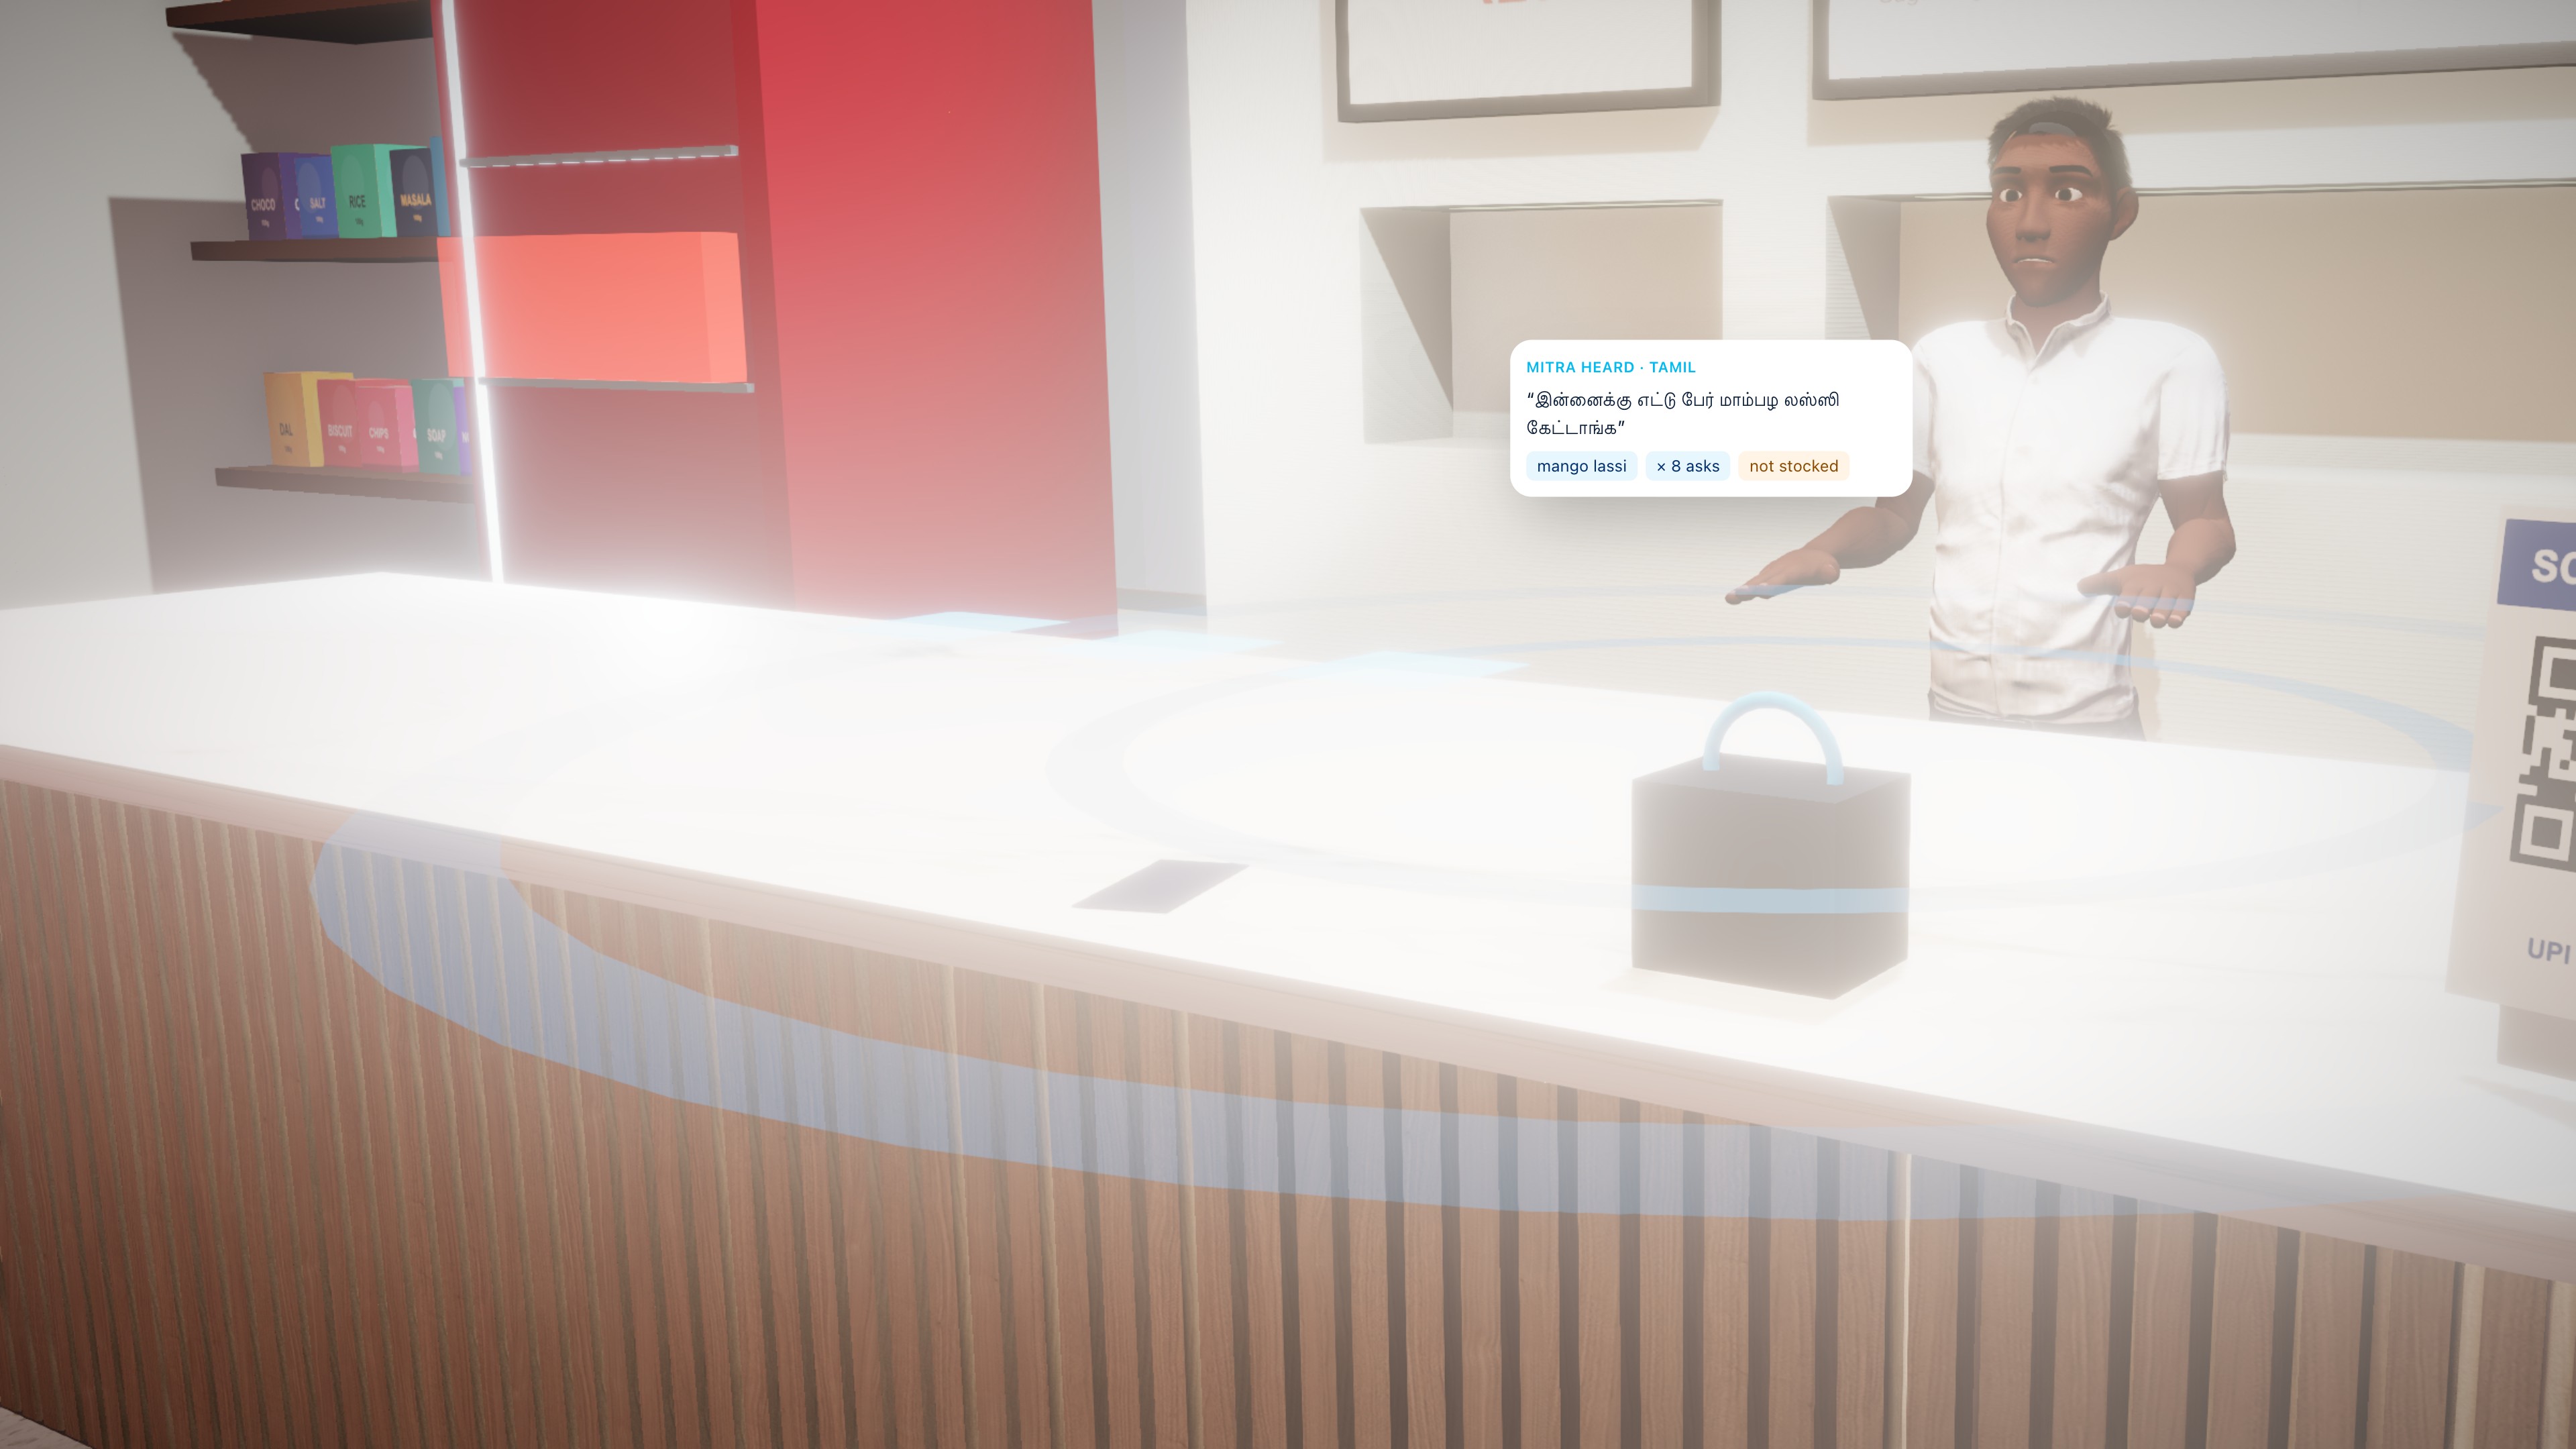 CHOCO
SALT
RICE
MASALA
DAL
BISCUIT
CHIPS
SOAP
MITRA HEARD · TAMIL
“இன்னைக்கு எட்டு பேர் மாம்பழ லஸ்ஸி
கேட்டாங்க”
mango lassi
× 8 asks
not stocked
UPI